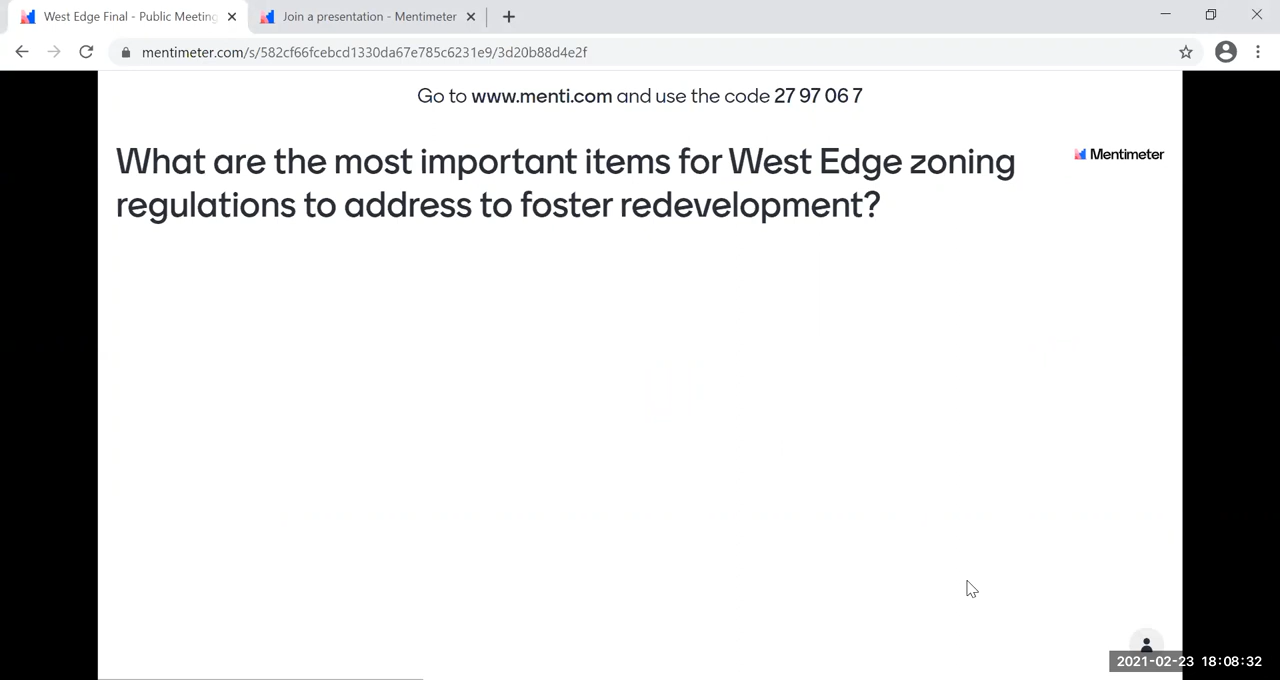 West Edge Final - Public Meeting
Join a presentation - Mentimeter
mentimeter.com/s/582cf66fcebcd1330da67e785c6231e9/3d20b88d4e2f
Go to www.menti.com and use the code 27 97 06 7
What are the most important items for West Edge zoning
regulations to address to foster redevelopment?
Mentimeter
2021-02-23 18:08:32